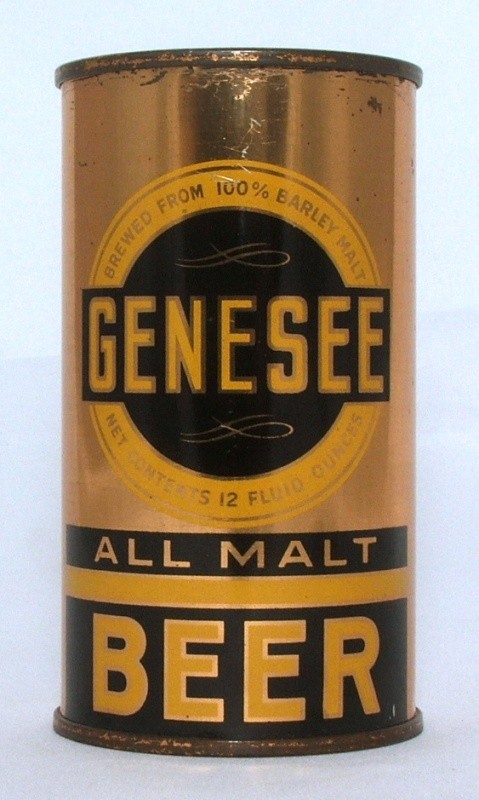 BREWED FROM 100% BARLEY MALT
GENESEE
NET CONTENTS 12 FLUID OUNCES
ALL MALT
BEER